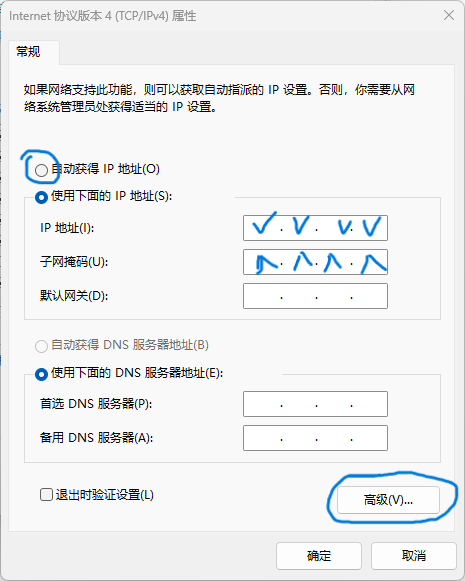 Internet 协议版本 4 (TCP/IPv4) 属性
常规
如果网络支持此功能，则可以获取自动指派的 IP 设置。否则，你需要从网
络系统管理员处获得适当的 IP 设置。
自动获得 IP 地址(O)
使用下面的 IP 地址(S):
IP 地址(I):
子网掩码(U):
默认网关(D):
自动获得 DNS 服务器地址(B)
使用下面的 DNS 服务器地址(E):
首选 DNS 服务器(P):
备用 DNS 服务器(A):
退出时验证设置(L)
高级(V)...
确定
取消